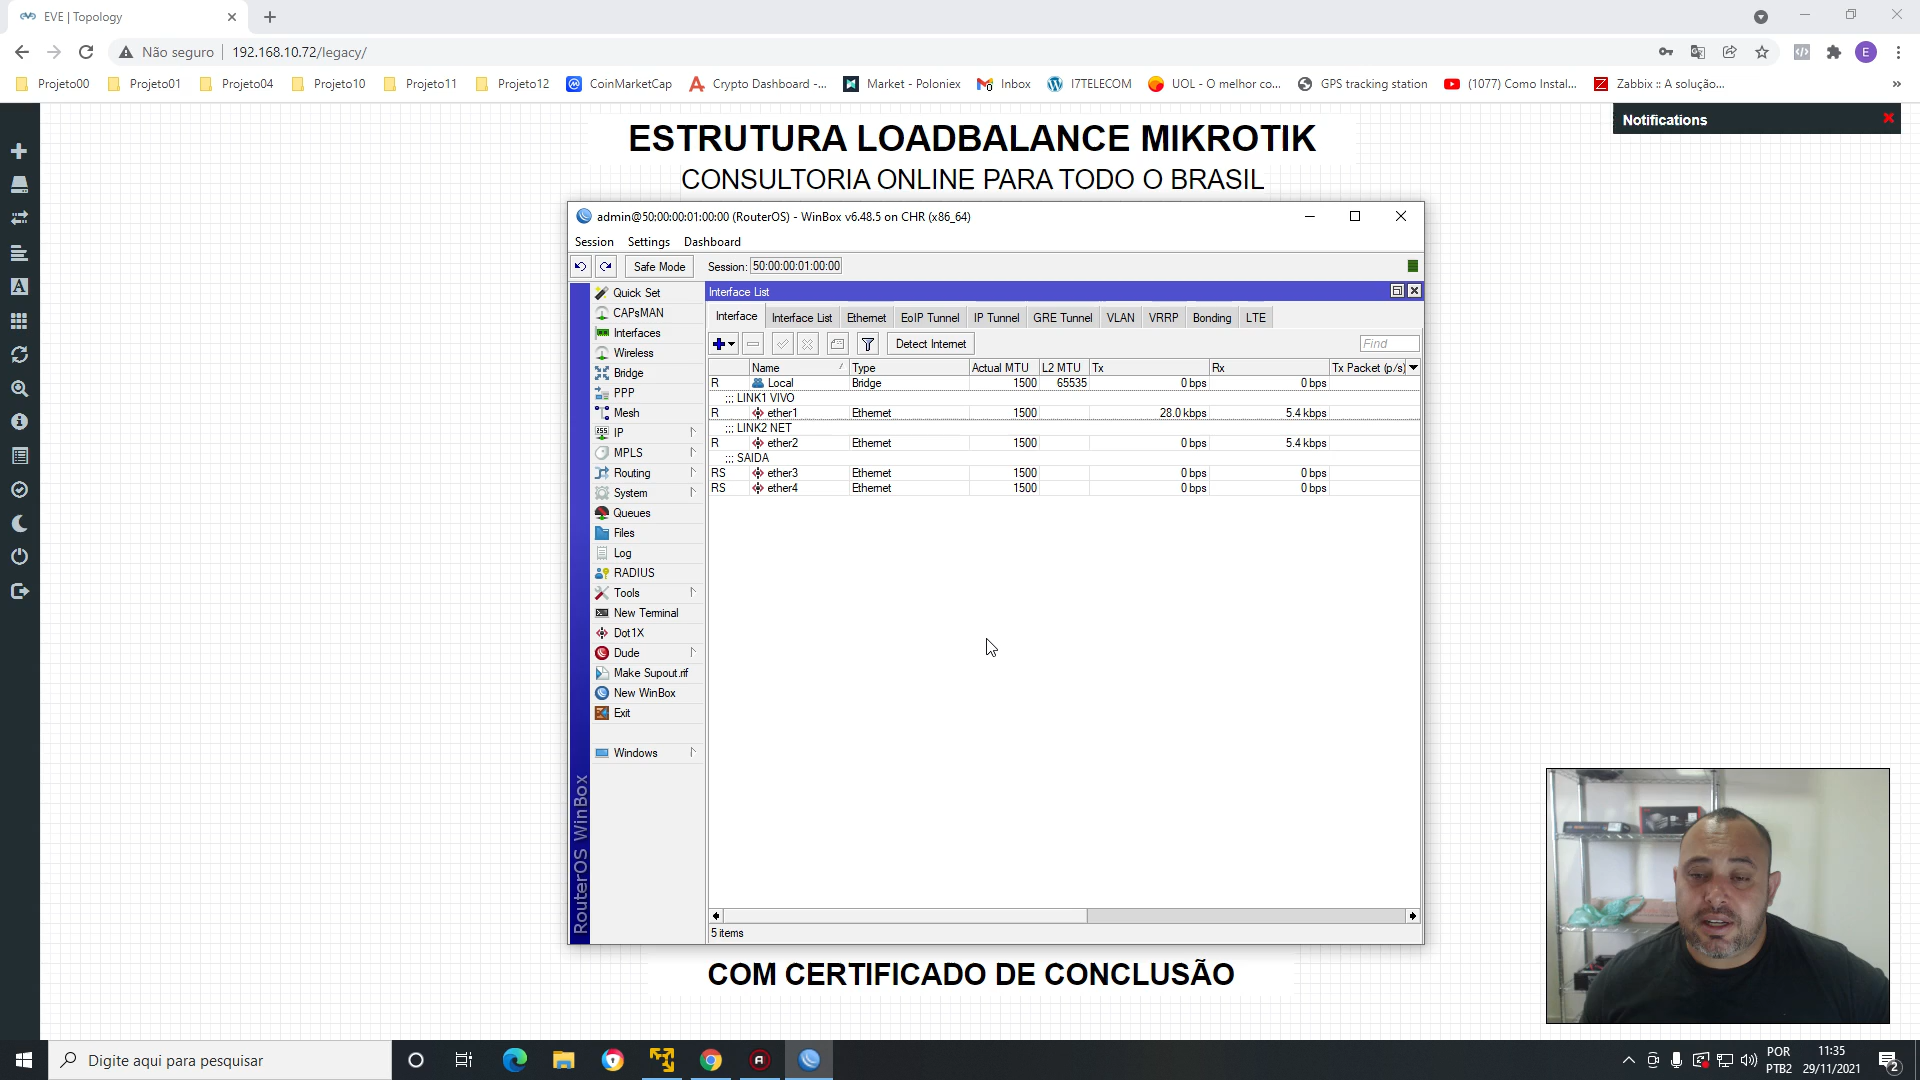 EVE | Topology
Não seguro 192.168.10.72/legacy/
E
Projeto00 Projeto01 Projeto04 Projeto10 Projeto11 Projeto12 CoinMarketCap Crypto Dashboard -... Market - Poloniex Inbox I7TELECOM UOL - O melhor co... GPS tracking station (1077) Como Instal... Zabbix :: A solução... »
Notifications
ESTRUTURA LOADBALANCE MIKROTIK
CONSULTORIA ONLINE PARA TODO O BRASIL
admin@50:00:00:01:00:00 (RouterOS) - WinBox v6.48.5 on CHR (x86_64)
Session Settings Dashboard
Safe Mode Session: 50:00:00:01:00:00
Quick Set
CAPsMAN
Interfaces
Wireless
Bridge
PPP
Mesh
IP
MPLS
Routing
System
Queues
Files
Log
RADIUS
Tools
New Terminal
Dot1X
Dude
Make Supout.rif
New WinBox
Exit
Windows
RouterOS WinBox
Interface List
Interface Interface List Ethernet EoIP Tunnel IP Tunnel GRE Tunnel VLAN VRRP Bonding LTE
Detect Internet Find
Name Type Actual MTU L2 MTU Tx Rx Tx Packet (p/s)
R Local Bridge 1500 65535 0 bps 0 bps
;;; LINK1 VIVO
R ether1 Ethernet 1500 28.0 kbps 5.4 kbps
;;; LINK2 NET
R ether2 Ethernet 1500 0 bps 5.4 kbps
;;; SAIDA
RS ether3 Ethernet 1500 0 bps 0 bps
RS ether4 Ethernet 1500 0 bps 0 bps
5 items
COM CERTIFICADO DE CONCLUSÃO
Digite aqui para pesquisar
POR
PTB2
11:35
29/11/2021
2